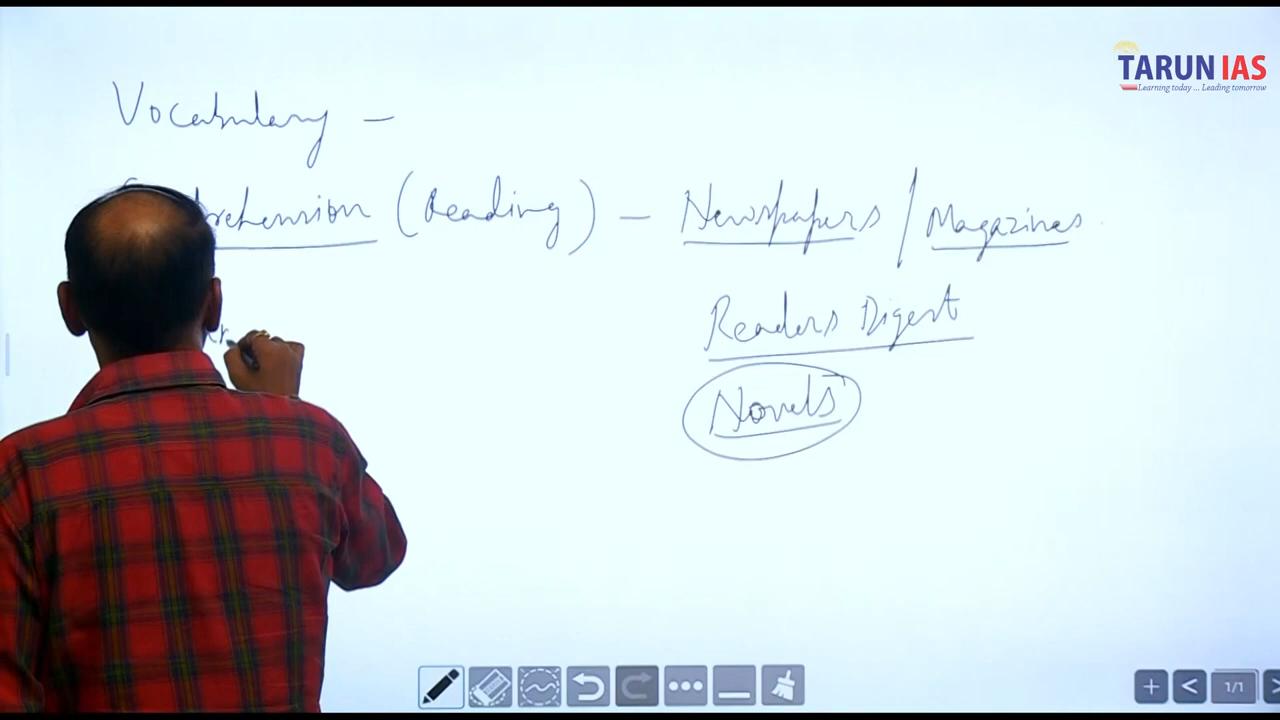 TARUN IAS
Learning today ... Leading tomorrow
Vocabulary –
(Reading) – Newspapers / Magazines
Readers Digest
Novels
1/1